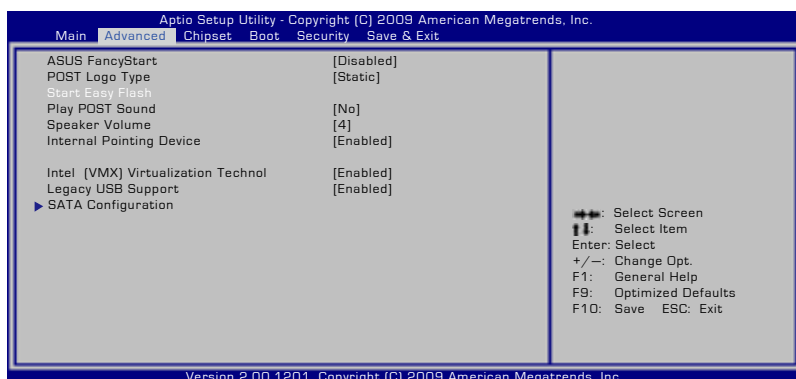 Aptio Setup Utility - Copyright (C) 2009 American Megatrends, Inc.
Main Advanced Chipset Boot Security Save & Exit
ASUS FancyStart [Disabled]
POST Logo Type [Static]
Start Easy Flash
Play POST Sound [No]
Speaker Volume [4]
Internal Pointing Device [Enabled]
Intel (VMX) Virtualization Technol [Enabled]
Legacy USB Support [Enabled]
SATA Configuration
→←: Select Screen
↑↓: Select Item
Enter: Select
+/—: Change Opt.
F1: General Help
F9: Optimized Defaults
F10: Save ESC: Exit
Version 2.00.1201. Copyright (C) 2009 American Megatrends, Inc.